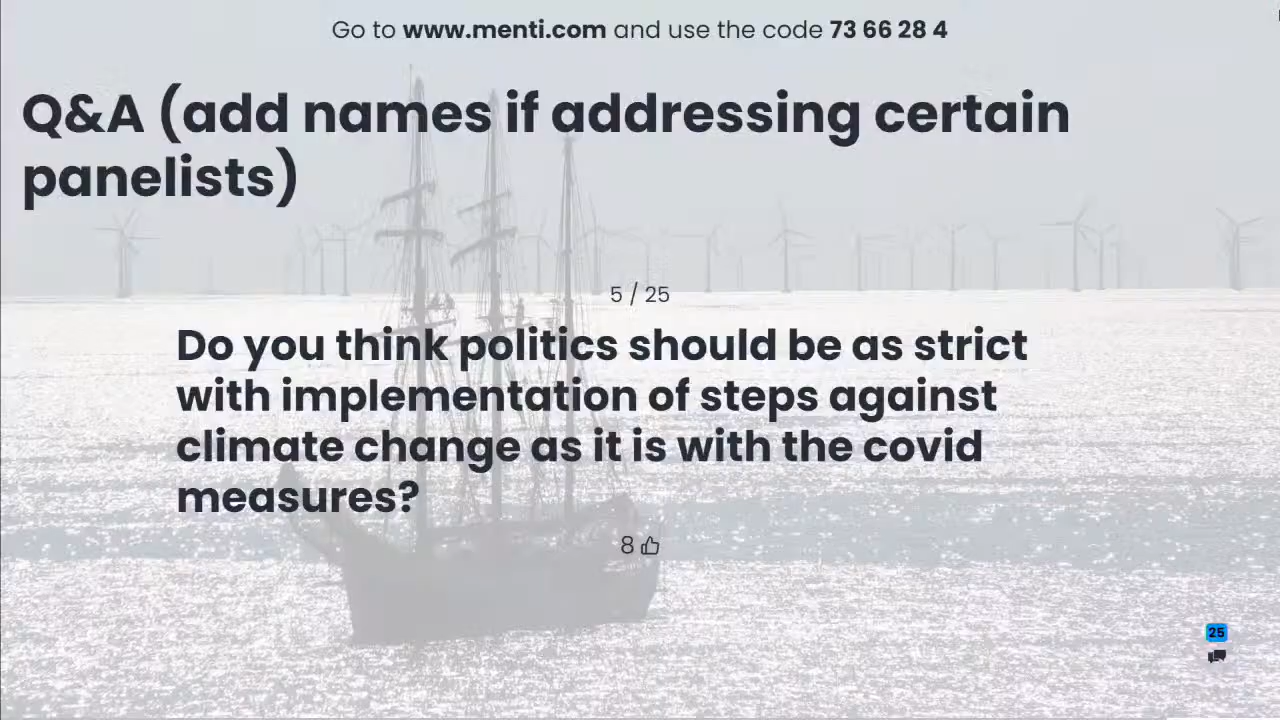 Go to www.menti.com and use the code 73 66 28 4
Q&A (add names if addressing certain
panelists)
5 / 25
Do you think politics should be as strict
with implementation of steps against
climate change as it is with the covid
measures?
8
25